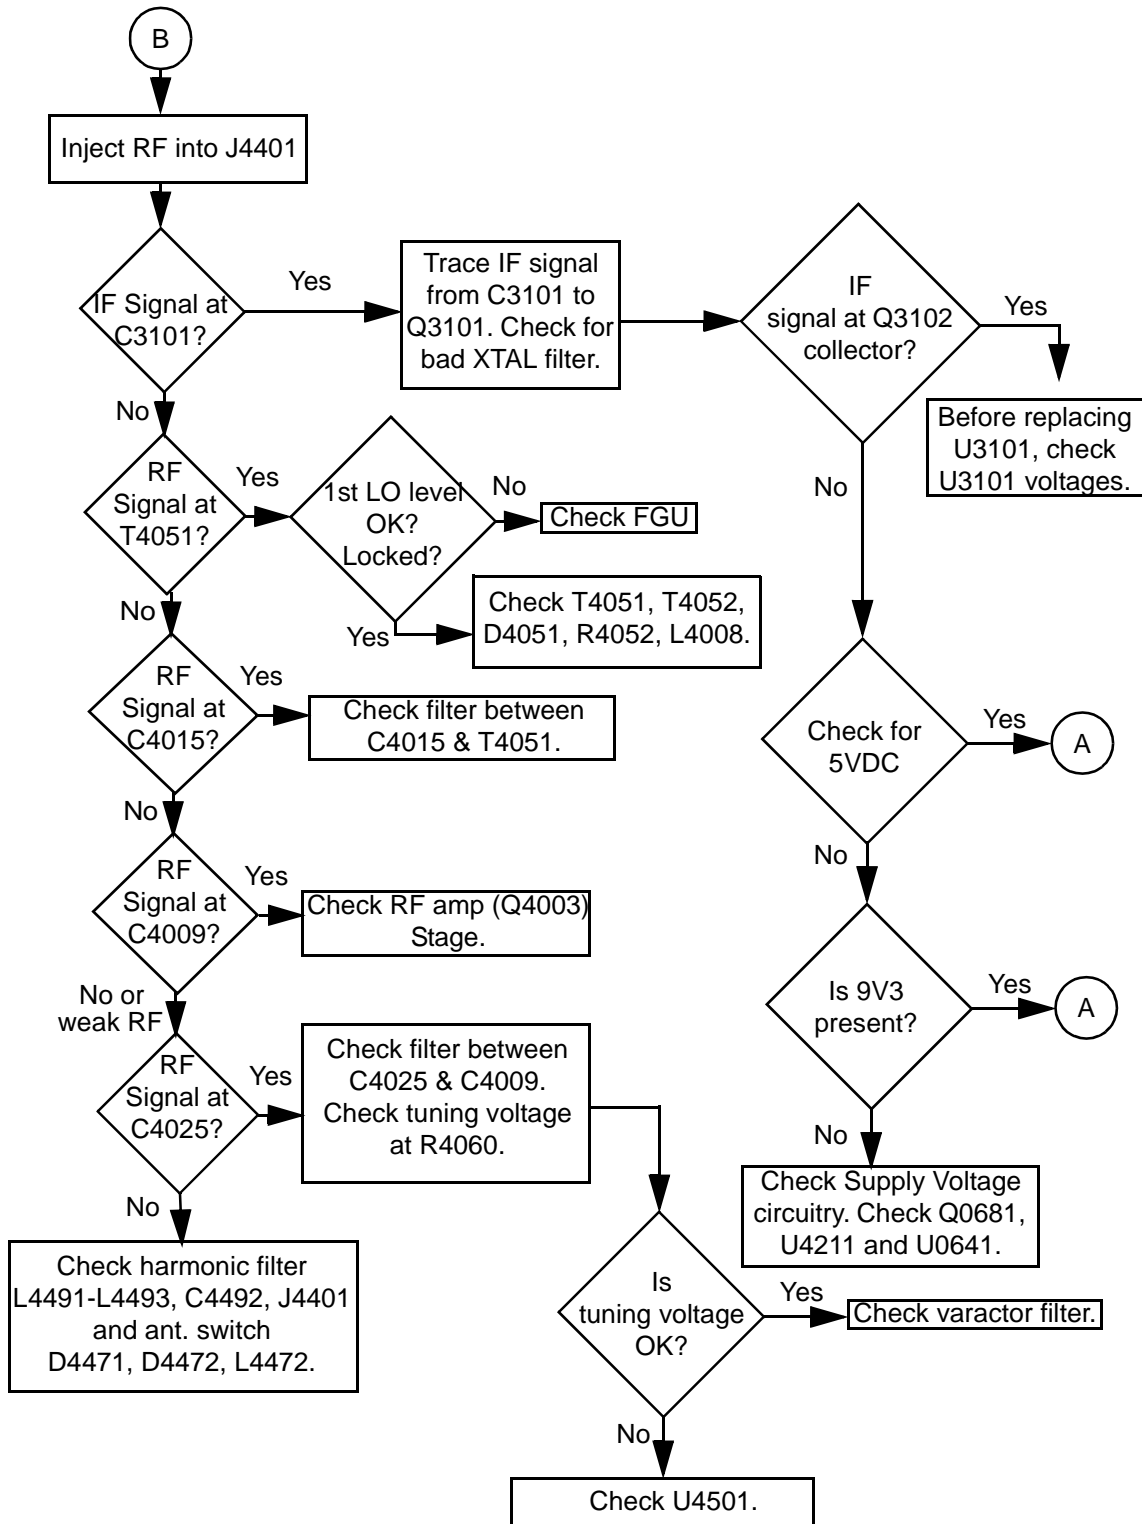 B
Inject RF into J4401
IF Signal at
C3101?
Yes
Trace IF signal
from C3101 to
Q3101. Check for
bad XTAL filter.
IF
signal at Q3102
collector?
Yes
Before replacing
U3101, check
U3101 voltages.
No
No
RF
Signal at
T4051?
Yes
1st LO level
OK?
Locked?
No
Check FGU
Yes
Check T4051, T4052,
D4051, R4052, L4008.
No
RF
Signal at
C4015?
Yes
Check filter between
C4015 & T4051.
Check for
5VDC
Yes
A
No
No
RF
Signal at
C4009?
Yes
Check RF amp (Q4003)
Stage.
Is 9V3
present?
Yes
A
No or
weak RF
RF
Signal at
C4025?
Yes
Check filter between
C4025 & C4009.
Check tuning voltage
at R4060.
No
Check Supply Voltage
circuitry. Check Q0681,
U4211 and U0641.
No
Check harmonic filter
L4491-L4493, C4492, J4401
and ant. switch
D4471, D4472, L4472.
Is
tuning voltage
OK?
Yes
Check varactor filter.
No
Check U4501.